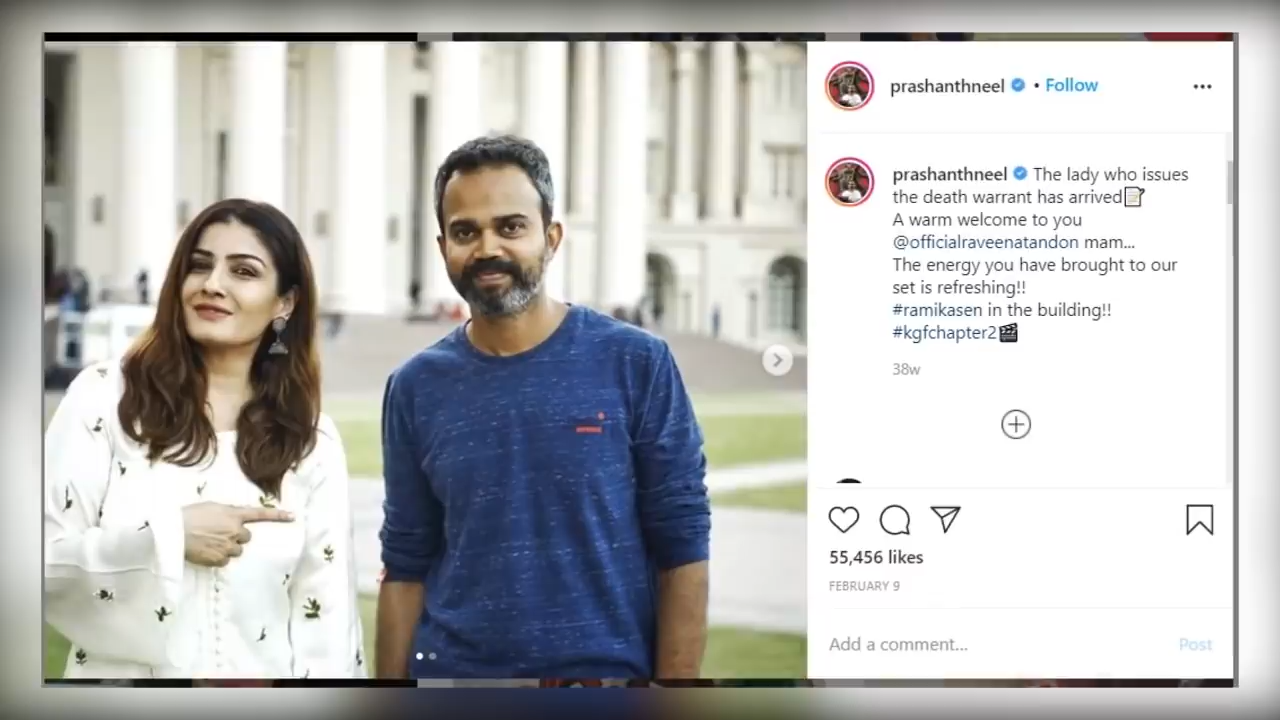 prashanthneel • Follow
prashanthneel The lady who issues
the death warrant has arrived📝
A warm welcome to you
@officialraveenatandon mam...
The energy you have brought to our
set is refreshing!!
#ramikasen in the building!!
#kgfchapter2🎬
38w
55,456 likes
FEBRUARY 9
Add a comment...
Post